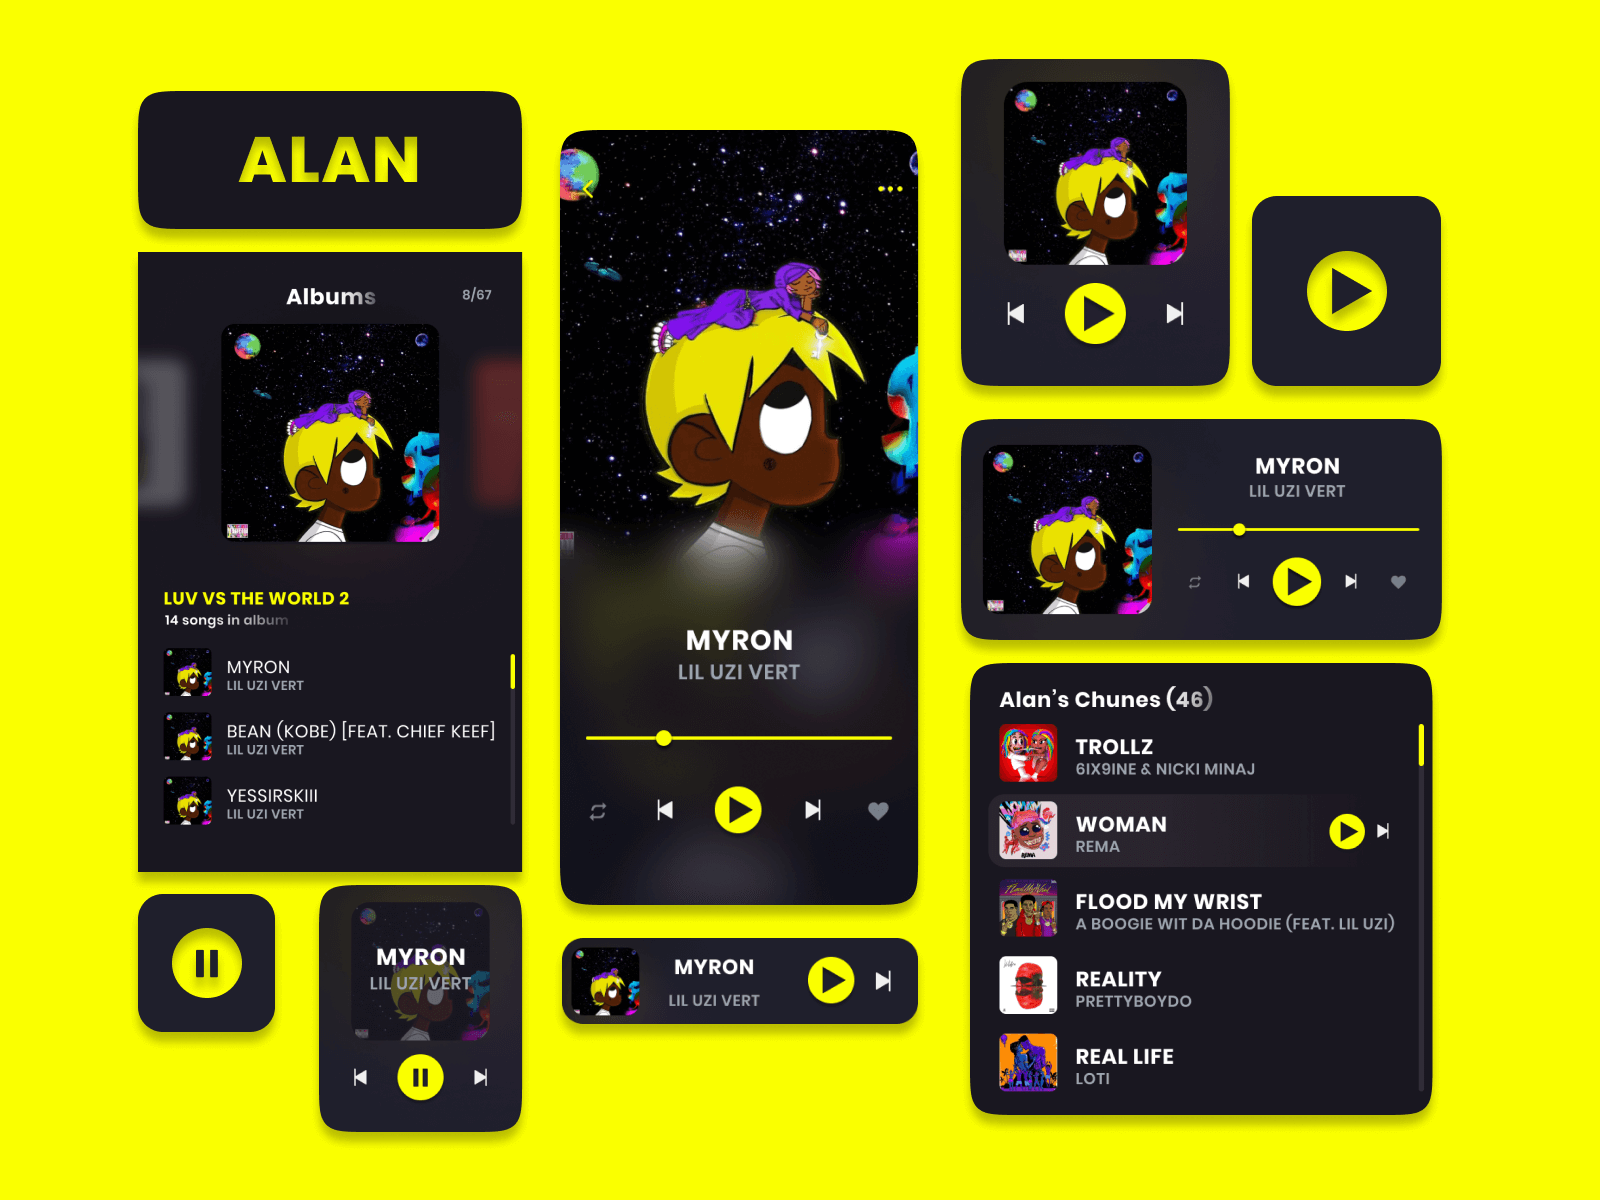 ALAN
Albums
8/67
LUV VS THE WORLD 2
14 songs in album
MYRON
LIL UZI VERT
BEAN (KOBE) [FEAT. CHIEF KEEF]
LIL UZI VERT
YESSIRSKIII
LIL UZI VERT
MYRON
LIL UZI VERT
MYRON
LIL UZI VERT
MYRON
LIL UZI VERT
MYRON
LIL UZI VERT
Alan's Chunes (46)
TROLLZ
6IX9INE & NICKI MINAJ
WOMAN
REMA
REMA
FLOOD MY WRIST
A BOOGIE WIT DA HOODIE (FEAT. LIL UZI)
REALITY
PRETTYBOYDO
REAL LIFE
LOTI